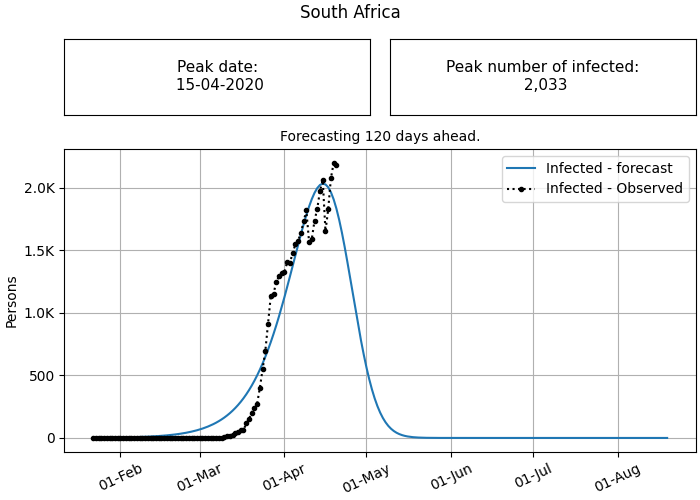 South Africa
Peak date:
15-04-2020
Peak number of infected:
2,033
Forecasting 120 days ahead.
Infected - forecast
Infected - Observed
Persons
2.0K
1.5K
1.0K
500
0
01-Feb
01-Mar
01-Apr
01-May
01-Jun
01-Jul
01-Aug